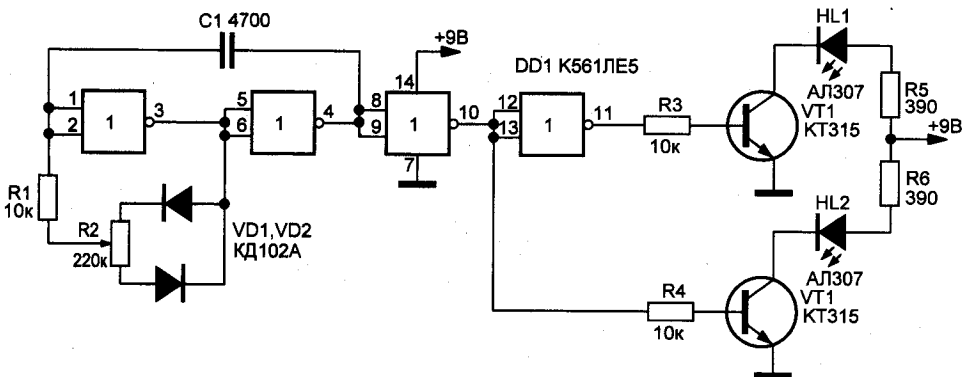 C1 4700
+9В
DD1 К561ЛЕ5
HL1
АЛ307
VT1
КТ315
R5
390
+9В
R6
390
14
1
2
1
3
5
6
1
4
8
9
1
10
7
12
13
1
11
R3
10к
R1
10к
R2
220к
VD1,VD2
КД102А
HL2
АЛ307
VT1
КТ315
R4
10к